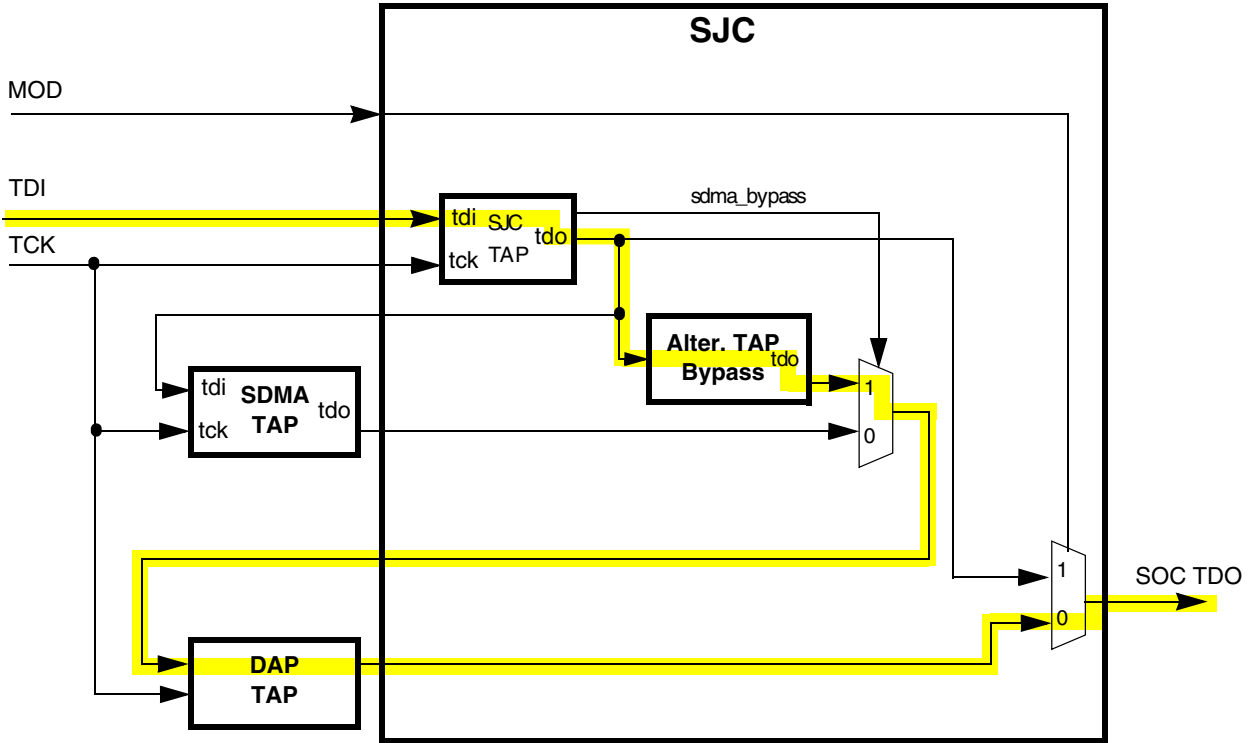 SJC
MOD
TDI
sdma_bypass
tdi SJC
tdo
TCK
tck TAP
Alter. TAP
tdo
Bypass
1
tdi SDMA
tdo
tck TAP
0
1
SOC TDO
0
DAP
TAP